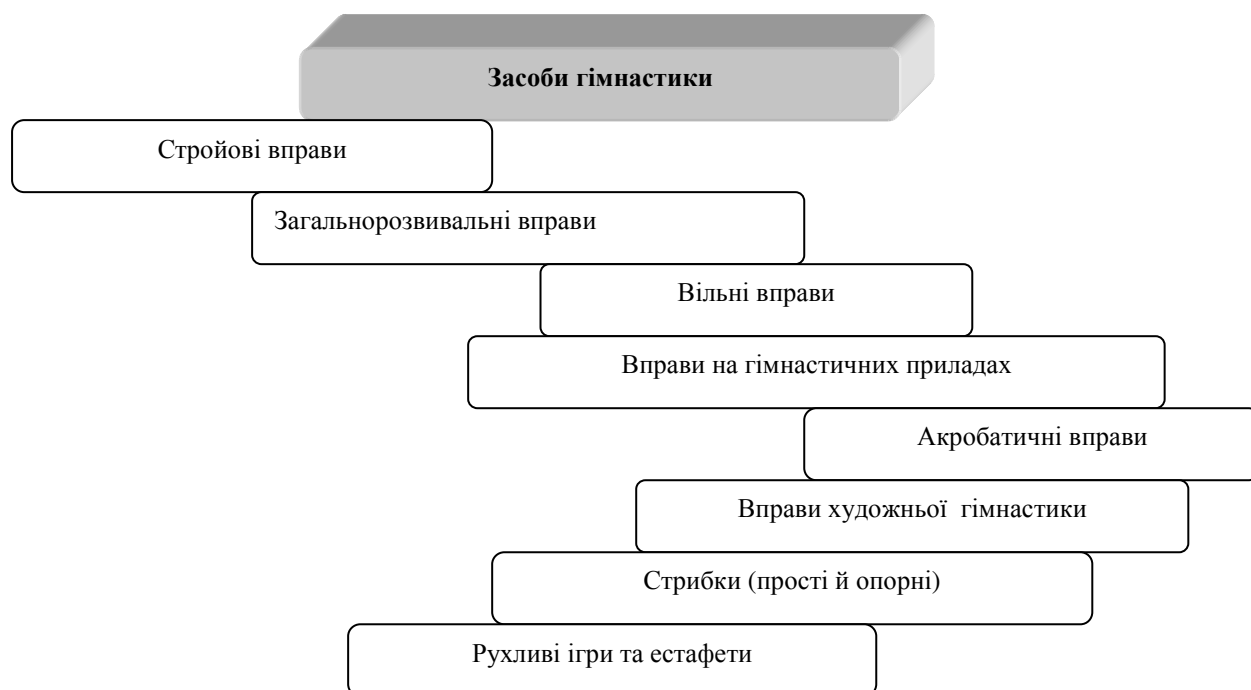 Засоби гімнастики
Стройові вправи
Загальнорозвивальні вправи
Вільні вправи
Вправи на гімнастичних приладах
Акробатичні вправи
Вправи художньої гімнастики
Стрибки (прості й опорні)
Рухливі ігри та естафети